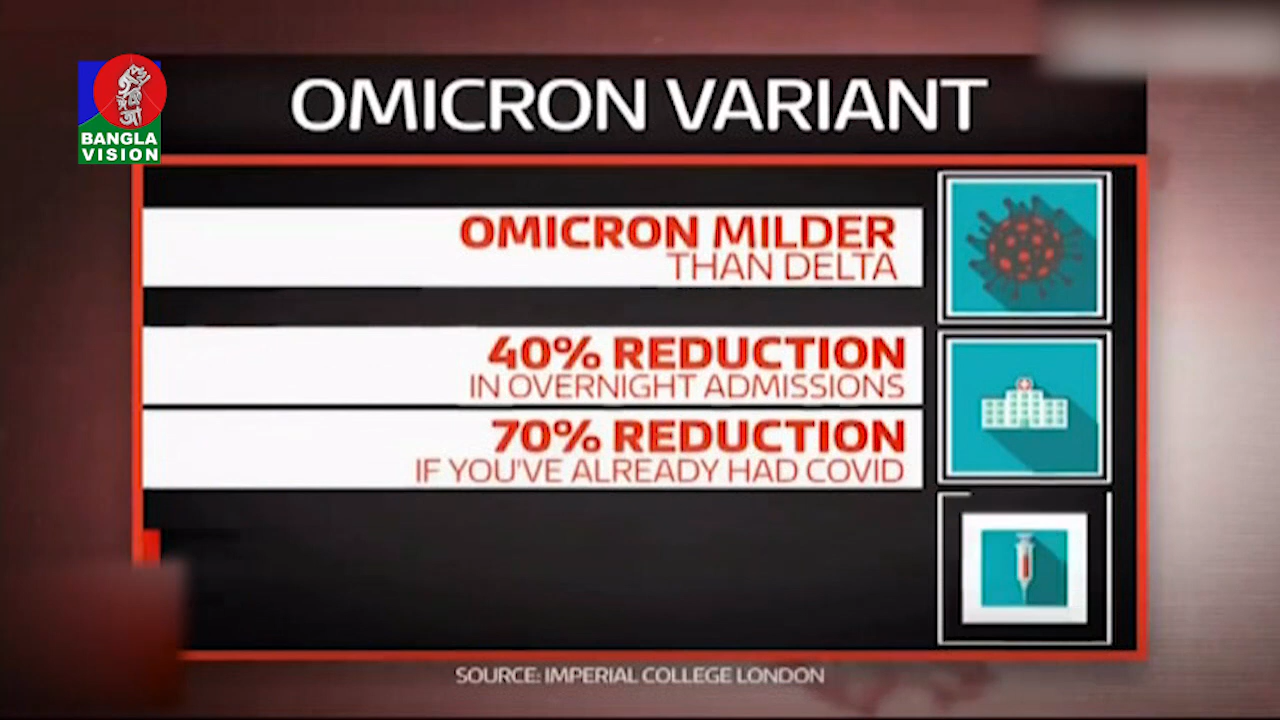 OMICRON VARIANT
BANGLA
VISION
OMICRON MILDER
THAN DELTA
40% REDUCTION
IN OVERNIGHT ADMISSIONS
70% REDUCTION
IF YOU'VE ALREADY HAD COVID
SOURCE: IMPERIAL COLLEGE LONDON